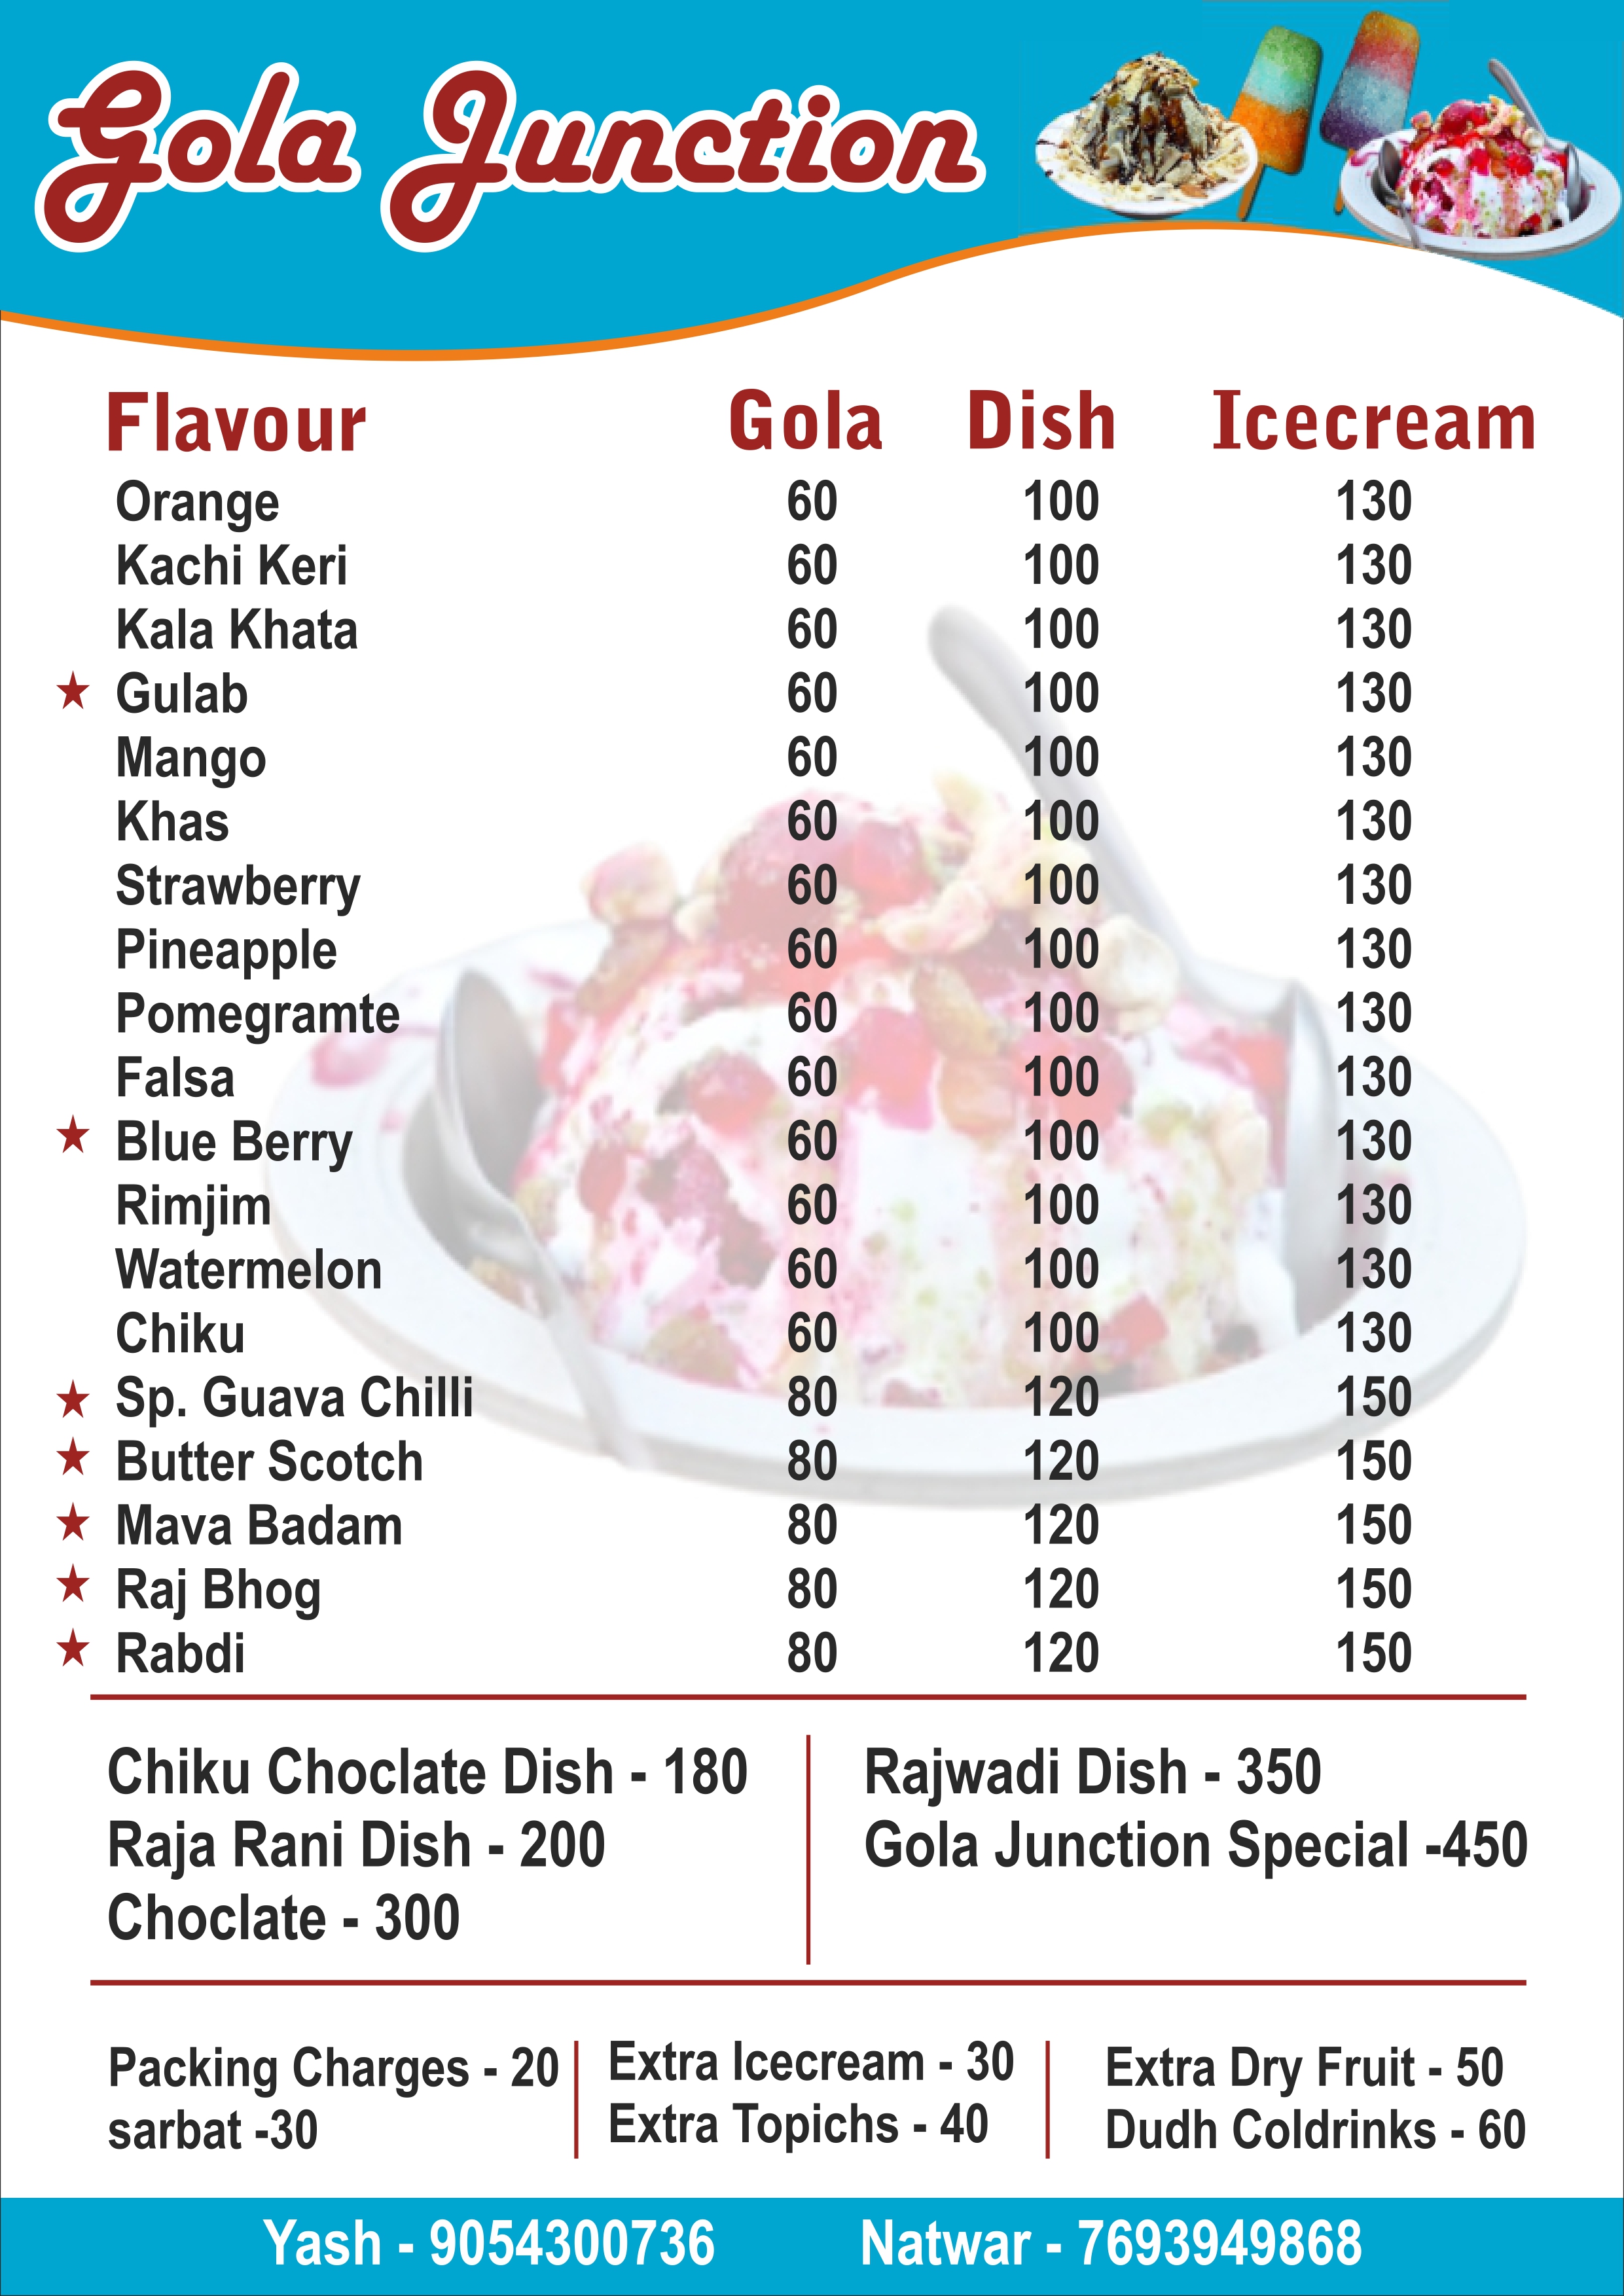 Gola Junction
Flavour Gola Dish Icecream
Orange 60 100 130
Kachi Keri 60 100 130
Kala Khata 60 100 130
★ Gulab 60 100 130
Mango 60 100 130
Khas 60 100 130
Strawberry 60 100 130
Pineapple 60 100 130
Pomegramte 60 100 130
Falsa 60 100 130
★ Blue Berry 60 100 130
Rimjim 60 100 130
Watermelon 60 100 130
Chiku 60 100 130
★ Sp. Guava Chilli 80 120 150
★ Butter Scotch 80 120 150
★ Mava Badam 80 120 150
★ Raj Bhog 80 120 150
★ Rabdi 80 120 150
Chiku Choclate Dish - 180
Raja Rani Dish - 200
Choclate - 300
Rajwadi Dish - 350
Gola Junction Special -450
Packing Charges - 20
sarbat -30
Extra Icecream - 30
Extra Topichs - 40
Extra Dry Fruit - 50
Dudh Coldrinks - 60
Yash - 9054300736 Natwar - 7693949868